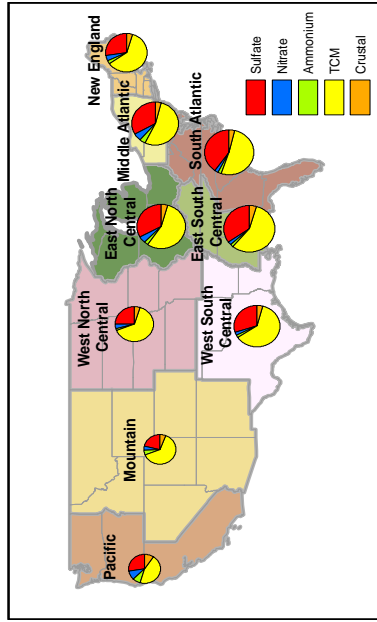 Pacific
Mountain
West North
Central
West South
Central
East North
Central
East South
Central
Middle Atlantic
South Atlantic
New England
Sulfate
Nitrate
Ammonium
TCM
Crustal